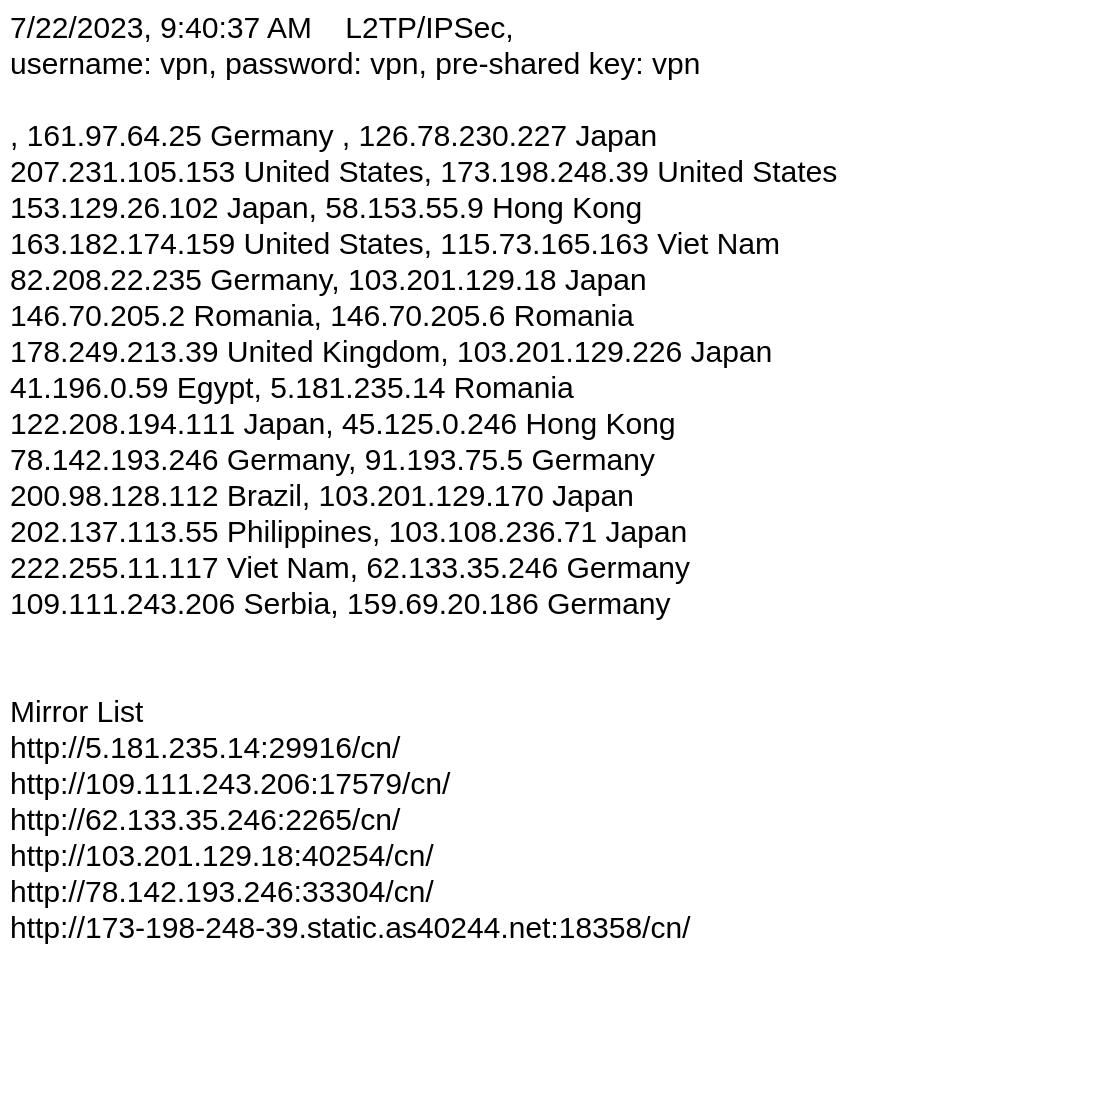 7/22/2023, 9:40:37 AM    L2TP/IPSec,
username: vpn, password: vpn, pre-shared key: vpn
, 161.97.64.25 Germany , 126.78.230.227 Japan
207.231.105.153 United States, 173.198.248.39 United States
153.129.26.102 Japan, 58.153.55.9 Hong Kong
163.182.174.159 United States, 115.73.165.163 Viet Nam
82.208.22.235 Germany, 103.201.129.18 Japan
146.70.205.2 Romania, 146.70.205.6 Romania
178.249.213.39 United Kingdom, 103.201.129.226 Japan
41.196.0.59 Egypt, 5.181.235.14 Romania
122.208.194.111 Japan, 45.125.0.246 Hong Kong
78.142.193.246 Germany, 91.193.75.5 Germany
200.98.128.112 Brazil, 103.201.129.170 Japan
202.137.113.55 Philippines, 103.108.236.71 Japan
222.255.11.117 Viet Nam, 62.133.35.246 Germany
109.111.243.206 Serbia, 159.69.20.186 Germany
Mirror List
http://5.181.235.14:29916/cn/
http://109.111.243.206:17579/cn/
http://62.133.35.246:2265/cn/
http://103.201.129.18:40254/cn/
http://78.142.193.246:33304/cn/
http://173-198-248-39.static.as40244.net:18358/cn/